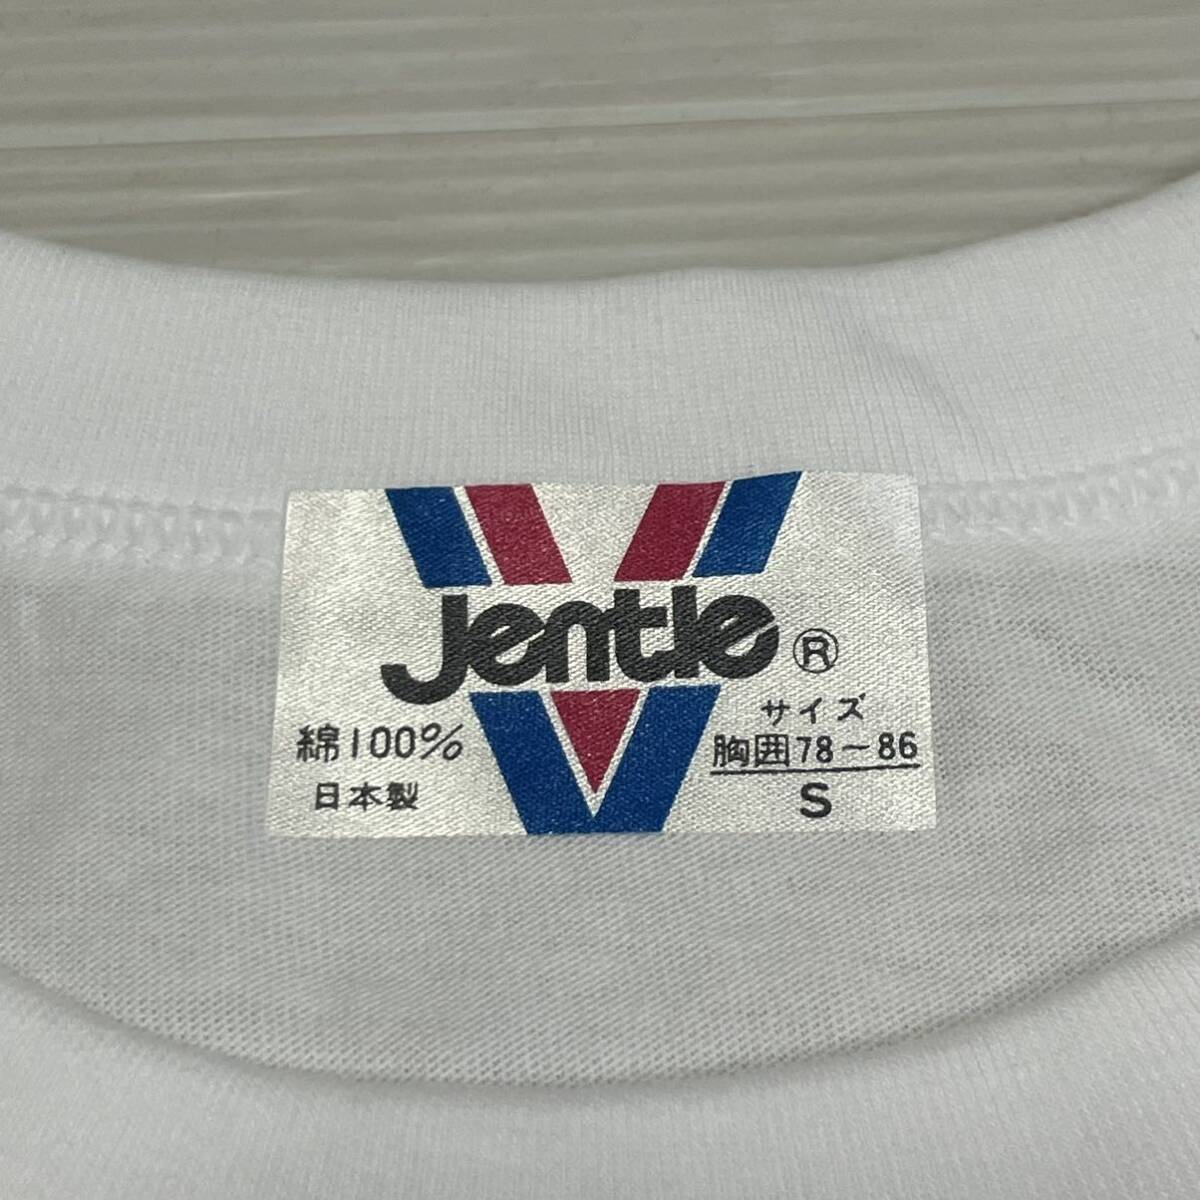 Jentle®
綿100%
日本製
サイズ
胸囲78～86
S